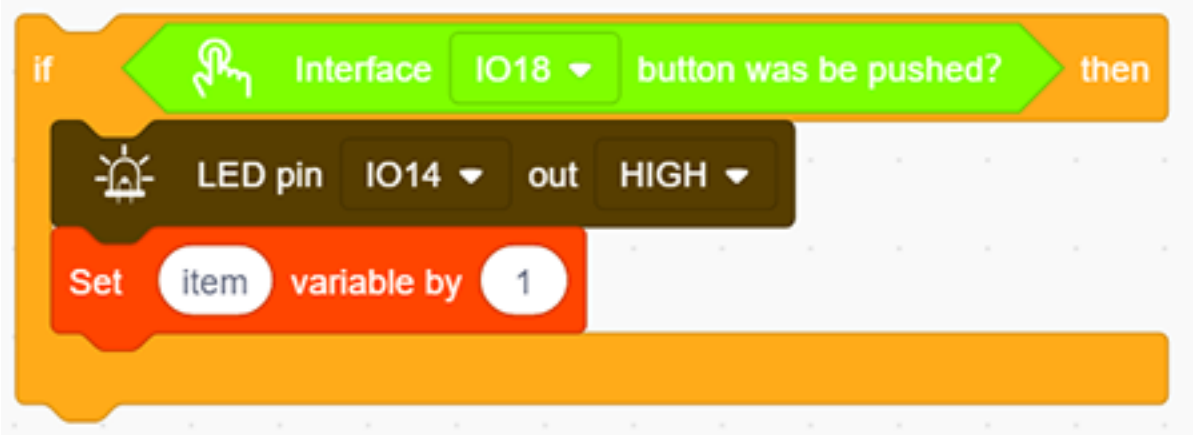 if Interface IO18 button was be pushed? then
LED pin IO14 out HIGH
Set item variable by 1